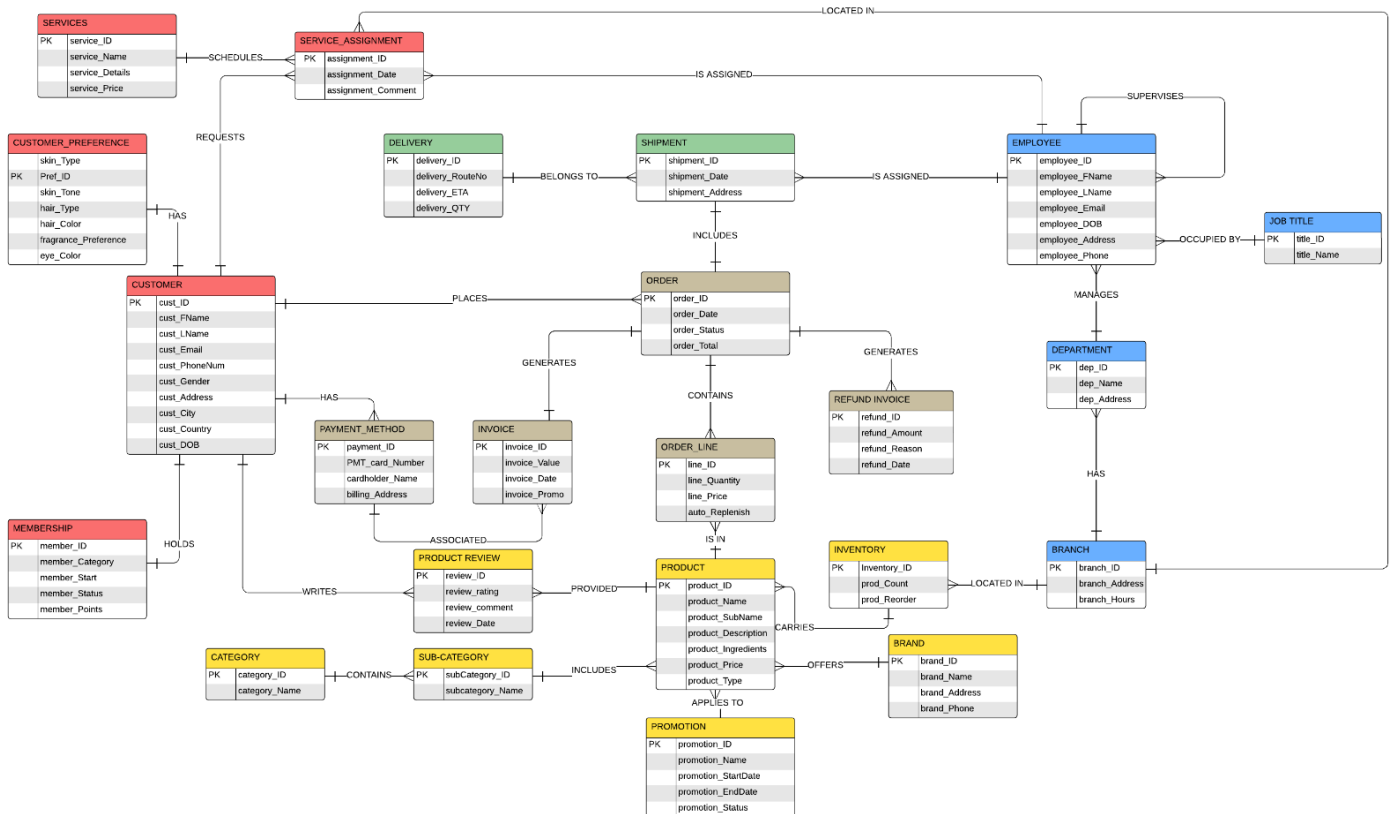 LOCATED IN
SERVICES
PK service_ID
service_Name
service_Details
service_Price
SCHEDULES
SERVICE_ASSIGNMENT
PK assignment_ID
assignment_Date
assignment_Comment
IS ASSIGNED
SUPERVISES
REQUESTS
CUSTOMER_PREFERENCE
skin_Type
PK Pref_ID
skin_Tone
hair_Type
hair_Color
fragrance_Preference
eye_Color
HAS
DELIVERY
PK delivery_ID
delivery_RouteNo
delivery_ETA
delivery_QTY
BELONGS TO
SHIPMENT
PK shipment_ID
shipment_Date
shipment_Address
IS ASSIGNED
EMPLOYEE
PK employee_ID
employee_FName
employee_LName
employee_Email
employee_DOB
employee_Address
employee_Phone
OCCUPIED BY
JOB TITLE
PK title_ID
title_Name
INCLUDES
MANAGES
CUSTOMER
PK cust_ID
cust_FName
cust_LName
cust_Email
cust_PhoneNum
cust_Gender
cust_Address
cust_City
cust_Country
cust_DOB
PLACES
ORDER
PK order_ID
order_Date
order_Status
order_Total
GENERATES
GENERATES
CONTAINS
DEPARTMENT
PK dep_ID
dep_Name
dep_Address
HAS
PAYMENT_METHOD
PK payment_ID
PMT_card_Number
cardholder_Name
billing_Address
INVOICE
PK invoice_ID
invoice_Value
invoice_Date
invoice_Promo
ASSOCIATED
REFUND INVOICE
PK refund_ID
refund_Amount
refund_Reason
refund_Date
ORDER_LINE
PK line_ID
line_Quantity
line_Price
auto_Replenish
IS IN
HAS
MEMBERSHIP
PK member_ID
member_Category
member_Start
member_Status
member_Points
HOLDS
WRITES
PRODUCT REVIEW
PK review_ID
review_rating
review_comment
review_Date
PROVIDED
PRODUCT
PK product_ID
product_Name
product_SubName
product_Description
product_Ingredients
product_Price
product_Type
CARRIES
INVENTORY
PK Inventory_ID
prod_Count
prod_Reorder
LOCATED IN
BRANCH
PK branch_ID
branch_Address
branch_Hours
CATEGORY
PK category_ID
category_Name
CONTAINS
SUB-CATEGORY
PK subCategory_ID
subcategory_Name
INCLUDES
OFFERS
BRAND
PK brand_ID
brand_Name
brand_Address
brand_Phone
APPLIES TO
PROMOTION
PK promotion_ID
promotion_Name
promotion_StartDate
promotion_EndDate
promotion_Status